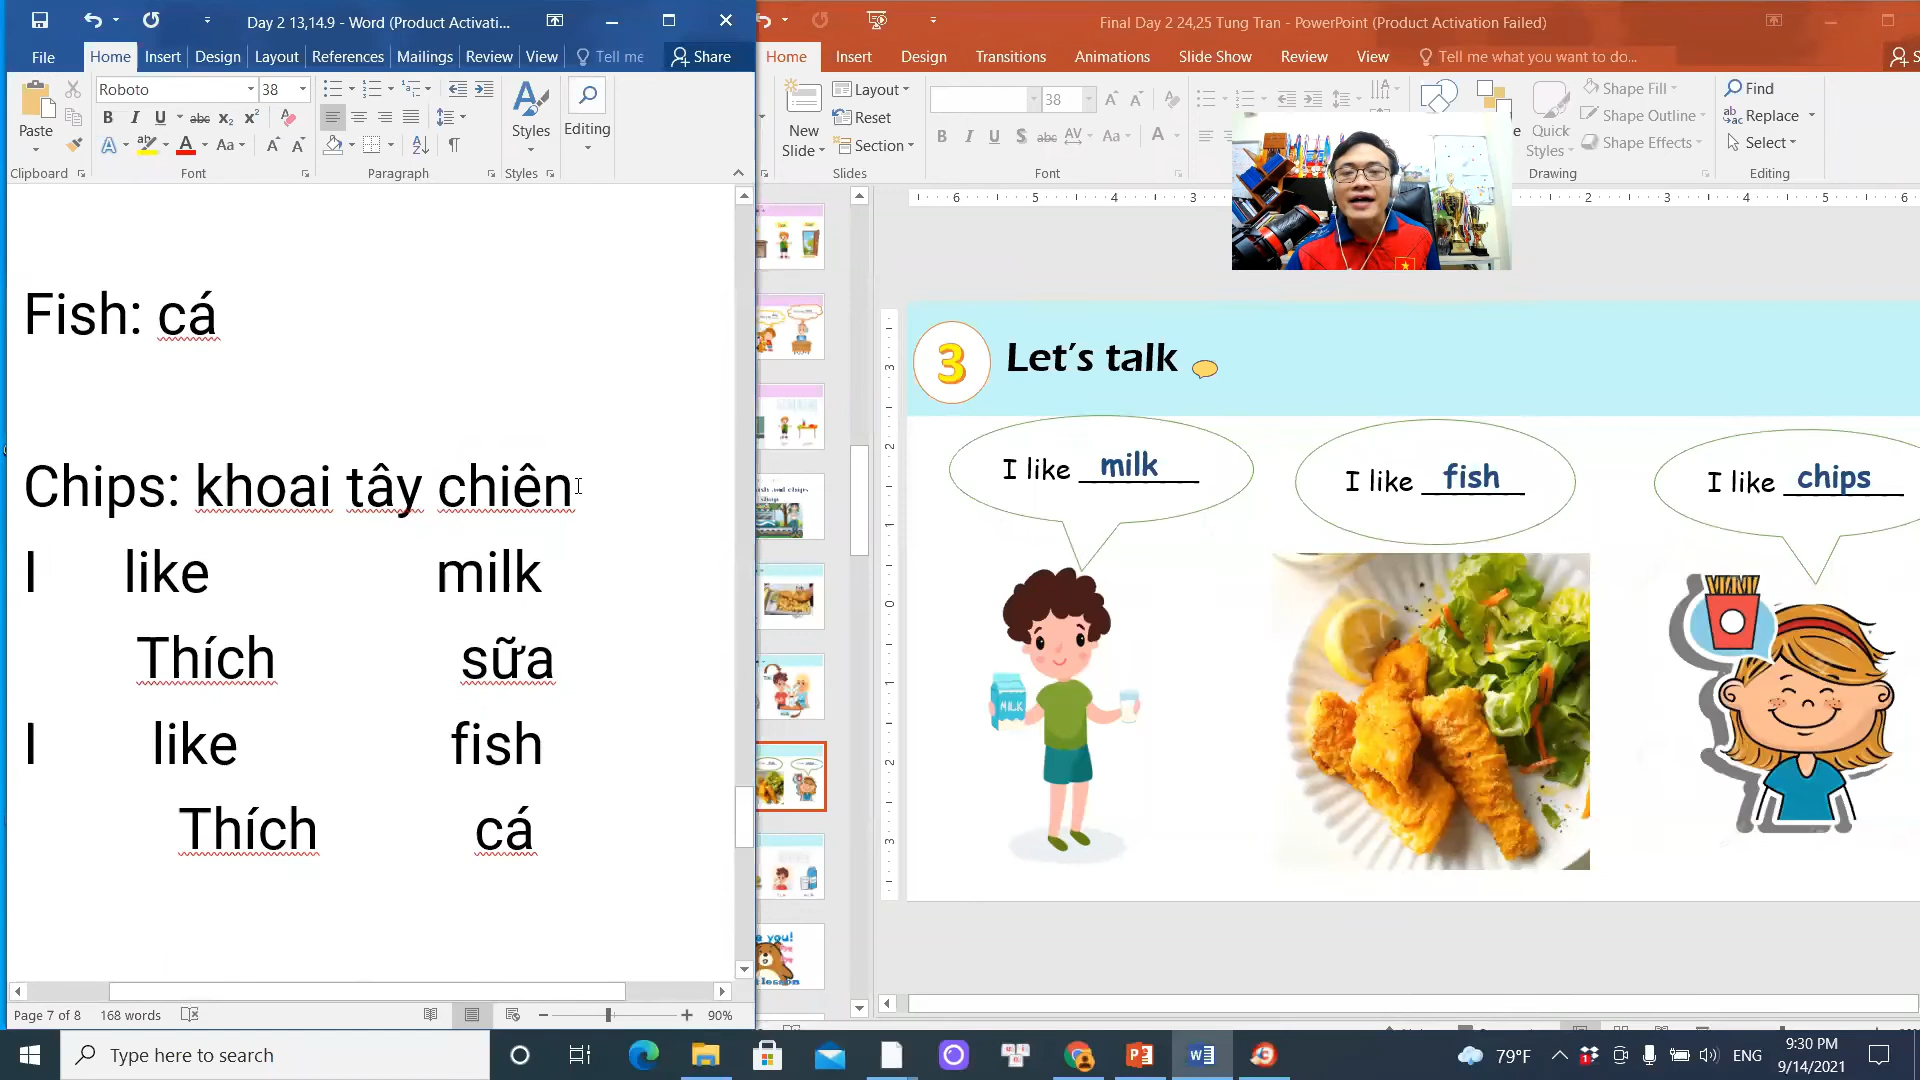 Day 2 13,14.9 - Word (Product Activati...
File
Home
Insert
Design
Layout
References
Mailings
Review
View
Tell me
Share
Roboto
38
Paste
Styles
Editing
Clipboard
Font
Paragraph
Styles
Fish: cá
Chips: khoai tây chiên
I like milk
Thích sữa
I like fish
Thích cá
Page 7 of 8
168 words
90%
Final Day 2 24,25 Tung Tran - PowerPoint (Product Activation Failed)
Home
Insert
Design
Transitions
Animations
Slide Show
Review
View
Tell me what you want to do...
New
Slide
Layout
Reset
Section
38
Quick
Styles
Shape Fill
Shape Outline
Shape Effects
Find
Replace
Select
Slides
Font
Drawing
Editing
3
Let's talk
I like milk
I like fish
I like chips
MILK
Type here to search
79°F
ENG
9:30 PM
9/14/2021